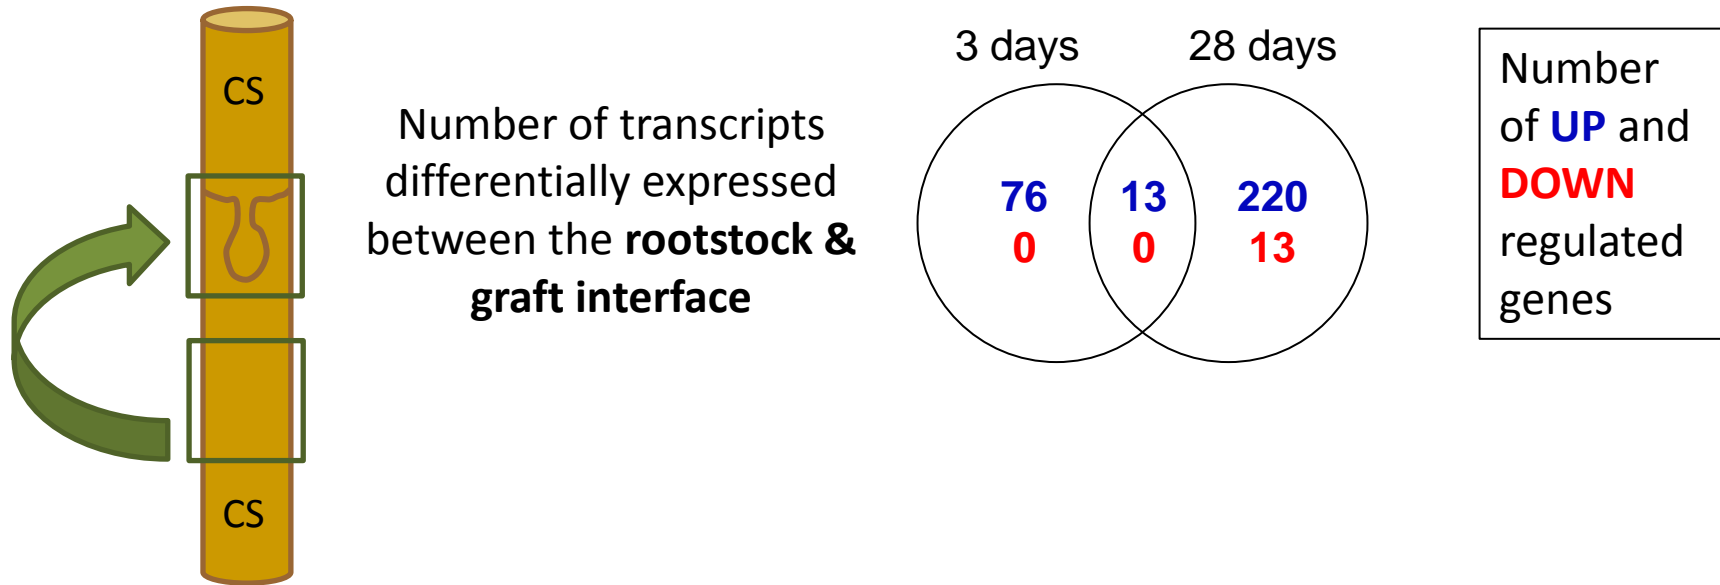 CS
CS
Number of transcripts
differentially expressed
between the rootstock &
graft interface
3 days
28 days
76
13
220
0
0
13
Number
of UP and
DOWN
regulated
genes